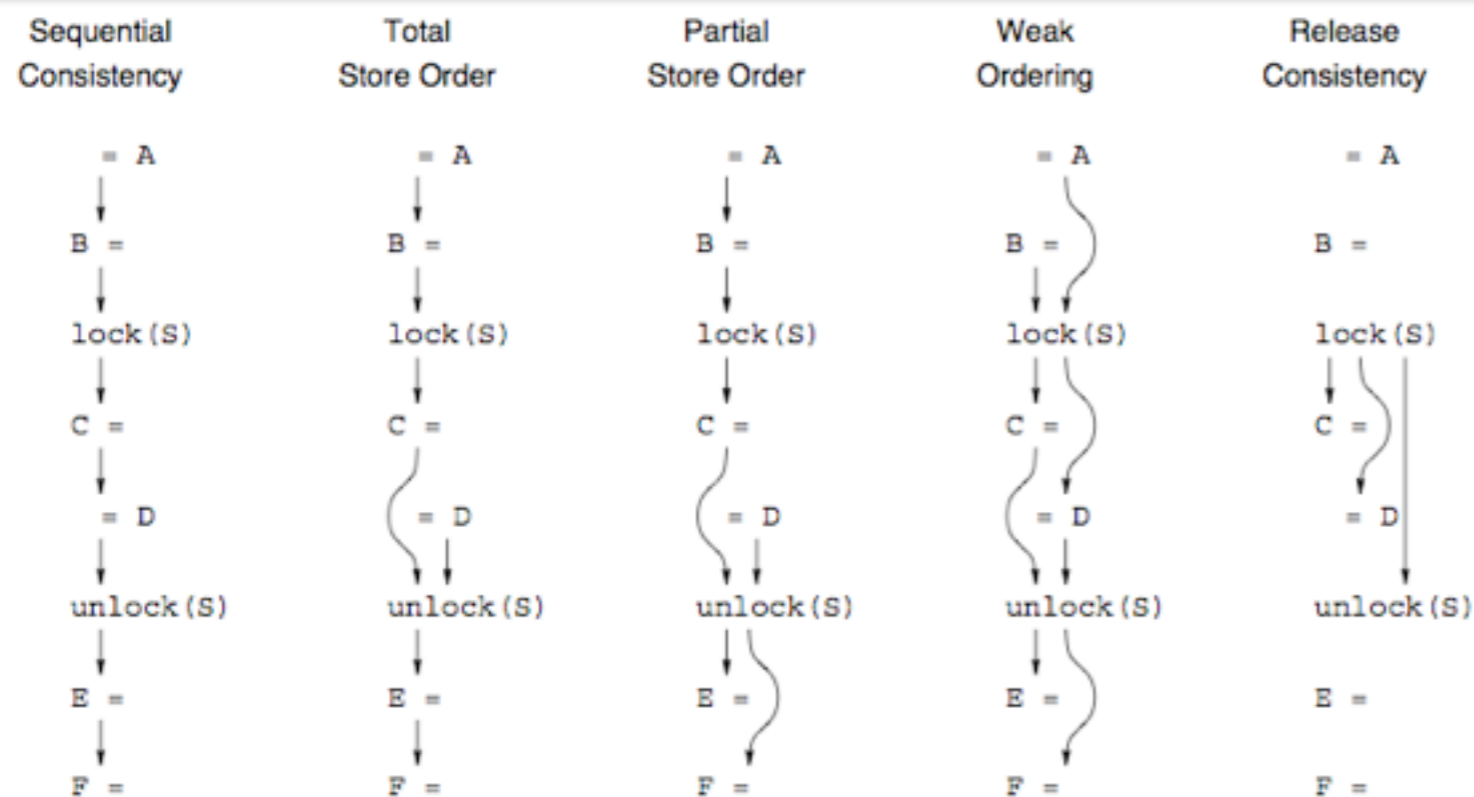 Sequential Total Partial Weak Release
Consistency Store Order Store Order Ordering Consistency
= A = A = A = A = A
B = B = B = B = B =
lock(S) lock(S) lock(S) lock(S) lock(S)
C = C = C = C = C =
= D = D = D = D = D
unlock(S) unlock(S) unlock(S) unlock(S) unlock(S)
E = E = E = E = E =
F = F = F = F = F =